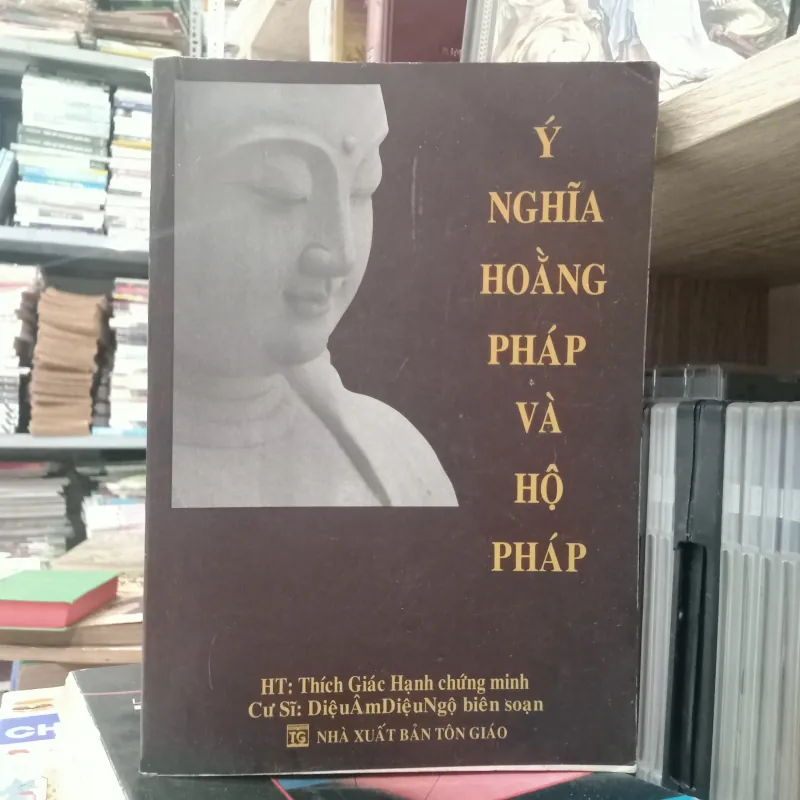 Ý
NGHĨA
HOẰNG
PHÁP
VÀ
HỘ
PHÁP
HT: Thích Giác Hạnh chứng minh
Cư Sĩ: DiệuÂmDiệuNgộ biên soạn
TG NHÀ XUẤT BẢN TÔN GIÁO
CH